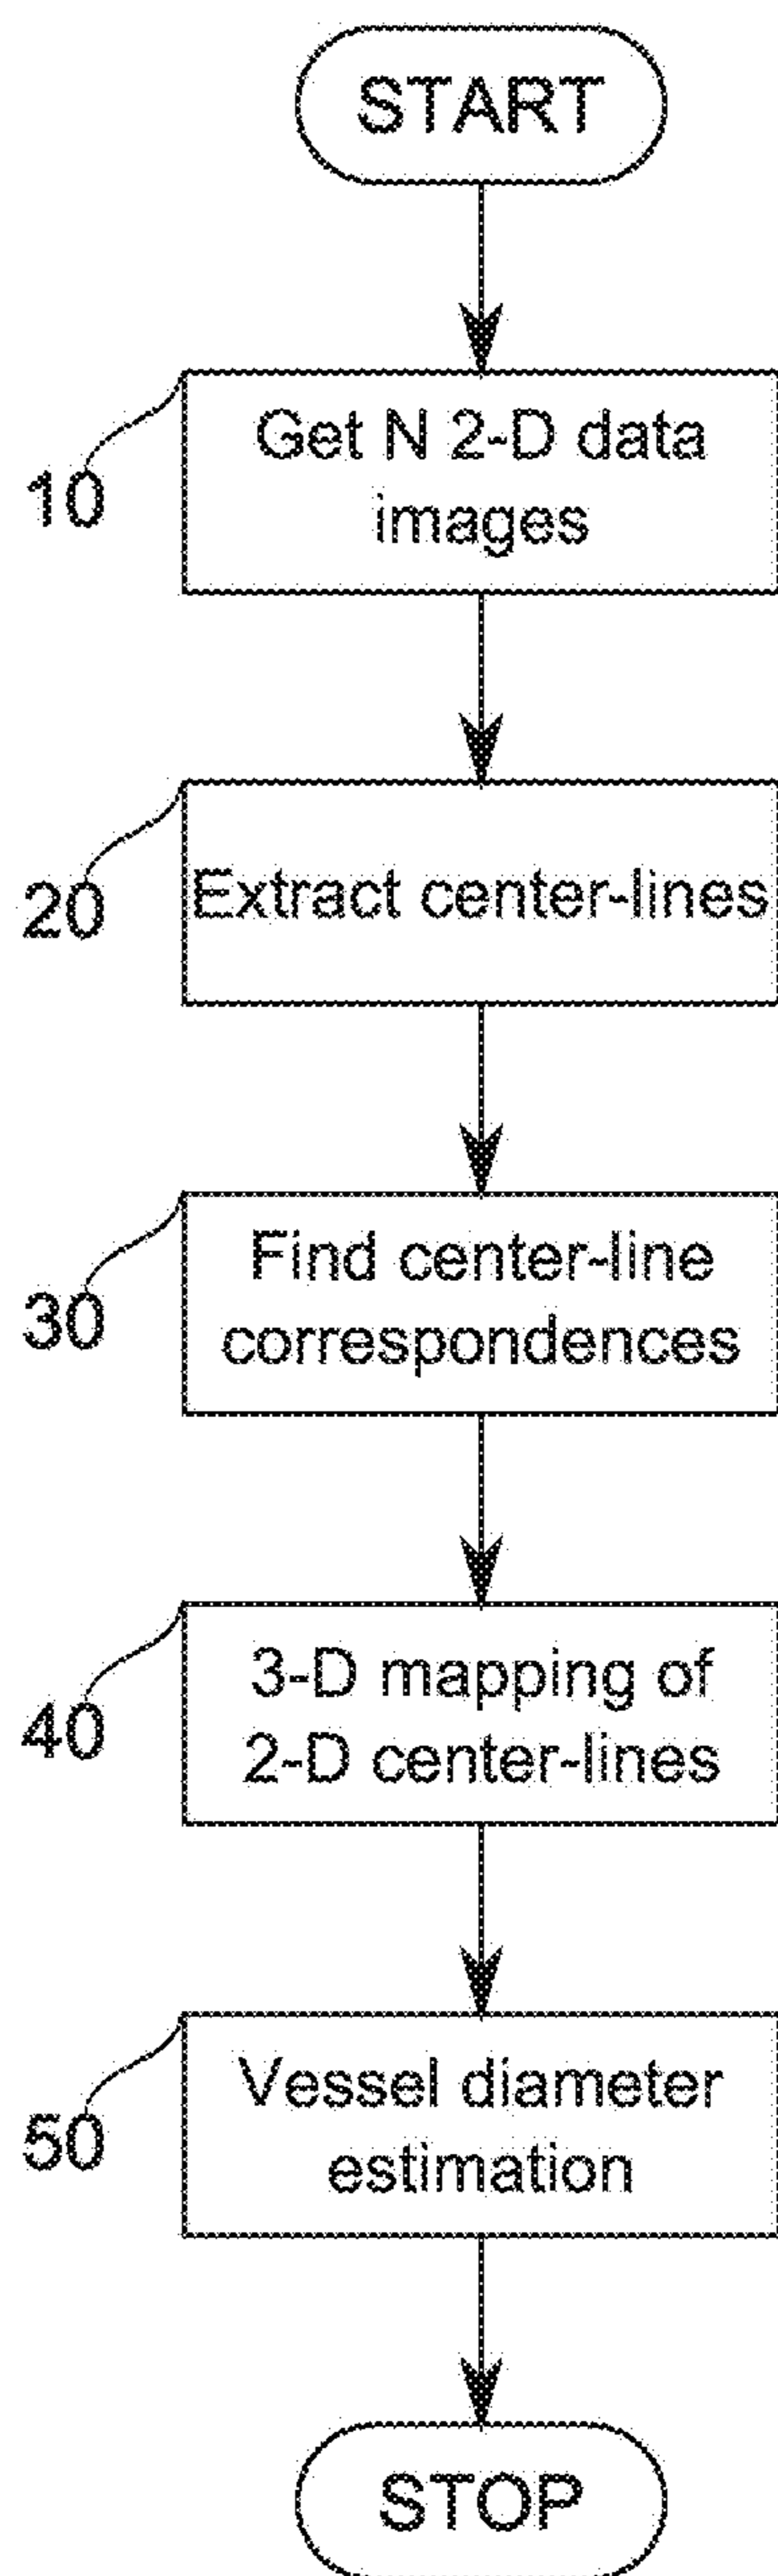 START
Get N 2-D data
images
10
Extract center-lines
20
Find center-line
correspondences
30
3-D mapping of
2-D center-lines
40
Vessel diameter
estimation
50
STOP